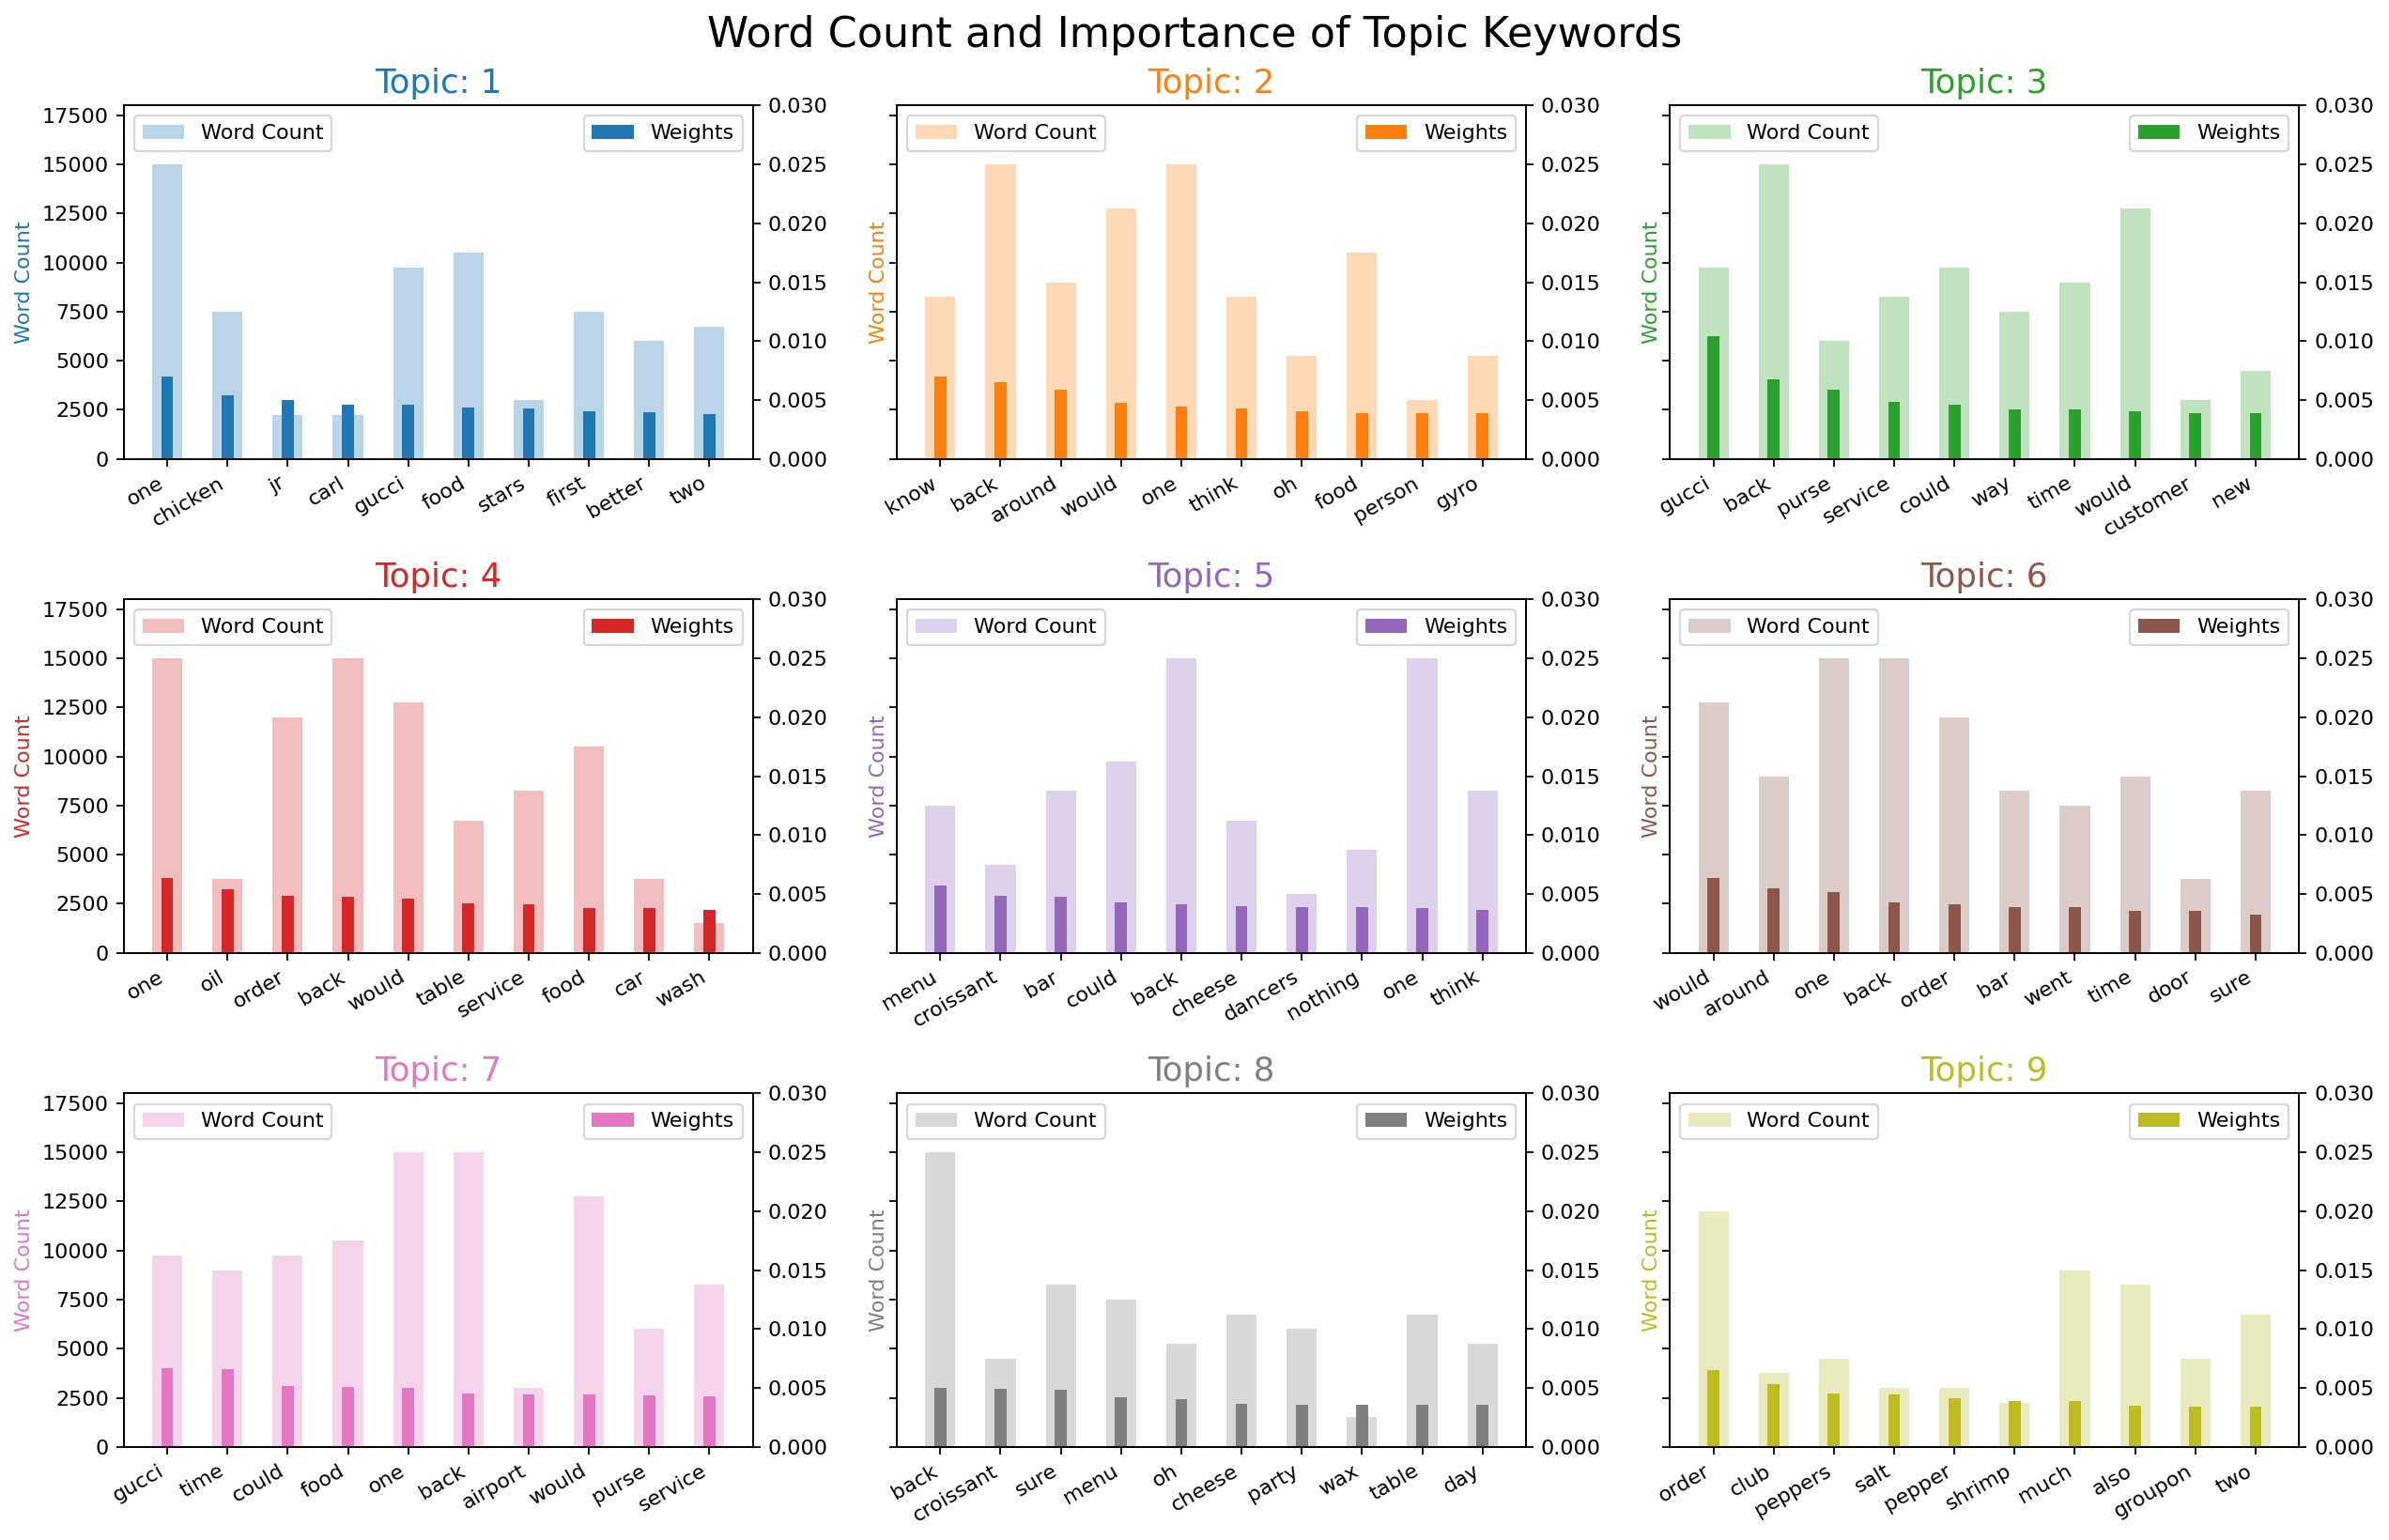 Word Count and Importance of Topic Keywords
Topic: 1
Word Count
Weights
Word Count
17500
15000
12500
10000
7500
5000
2500
0
0.030
0.025
0.020
0.015
0.010
0.005
0.000
one chicken jr carl gucci food stars first better two
Topic: 2
Word Count
Weights
Word Count
0.030
0.025
0.020
0.015
0.010
0.005
0.000
know back around would one think oh food person gyro
Topic: 3
Word Count
Weights
Word Count
0.030
0.025
0.020
0.015
0.010
0.005
0.000
gucci back purse service could way time would customer new
Topic: 4
Word Count
Weights
Word Count
17500
15000
12500
10000
7500
5000
2500
0
0.030
0.025
0.020
0.015
0.010
0.005
0.000
one oil order back would table service food car wash
Topic: 5
Word Count
Weights
Word Count
0.030
0.025
0.020
0.015
0.010
0.005
0.000
menu croissant bar could back cheese dancers nothing one think
Topic: 6
Word Count
Weights
Word Count
0.030
0.025
0.020
0.015
0.010
0.005
0.000
would around one back order bar went time door sure
Topic: 7
Word Count
Weights
Word Count
17500
15000
12500
10000
7500
5000
2500
0
0.030
0.025
0.020
0.015
0.010
0.005
0.000
gucci time could food one back airport would purse service
Topic: 8
Word Count
Weights
Word Count
0.030
0.025
0.020
0.015
0.010
0.005
0.000
back croissant sure menu oh cheese party wax table day
Topic: 9
Word Count
Weights
Word Count
0.030
0.025
0.020
0.015
0.010
0.005
0.000
order club peppers salt pepper shrimp much also groupon two